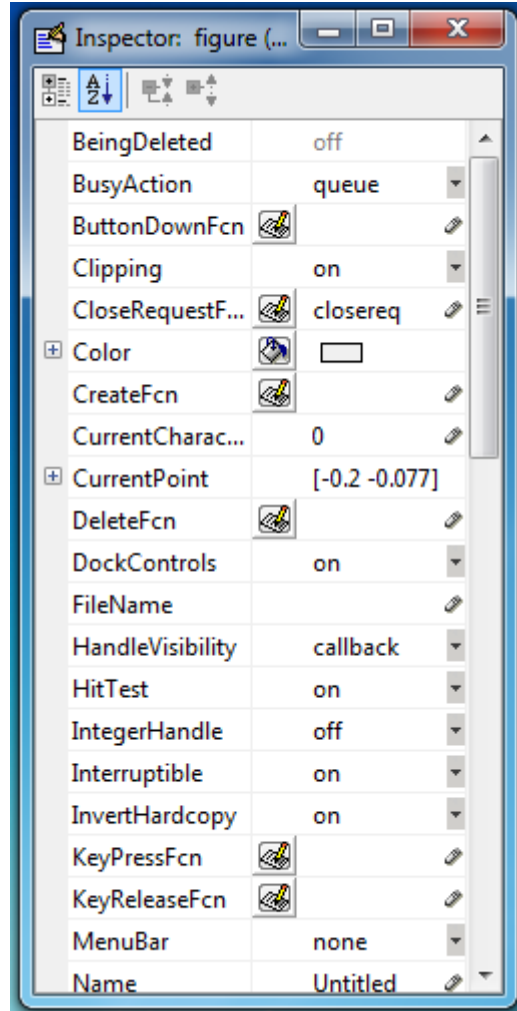 Inspector: figure (...
BeingDeleted off
BusyAction queue
ButtonDownFcn
Clipping on
CloseRequestF... closereq
Color
CreateFcn
CurrentCharac... 0
CurrentPoint [-0.2 -0.077]
DeleteFcn
DockControls on
FileName
HandleVisibility callback
HitTest on
IntegerHandle off
Interruptible on
InvertHardcopy on
KeyPressFcn
KeyReleaseFcn
MenuBar none
Name Untitled